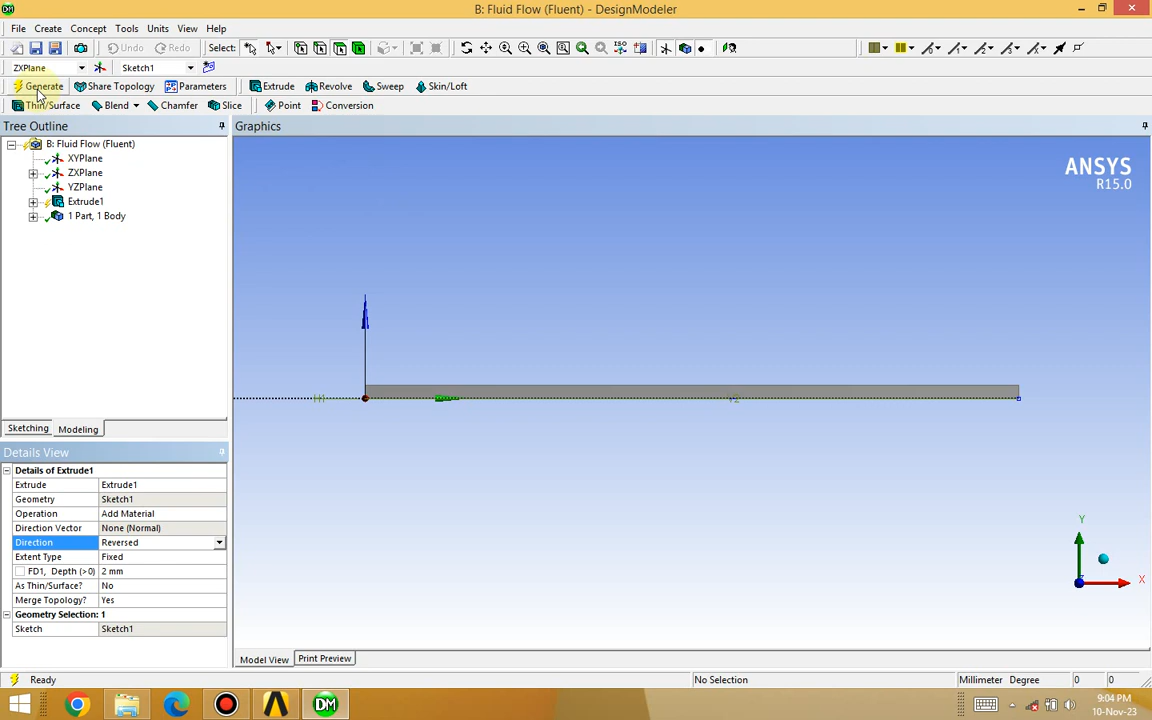 B: Fluid Flow (Fluent) - DesignModeler
File Create Concept Tools Units View Help
Undo Redo Select:
ZXPlane Sketch1
Generate Share Topology Parameters Extrude Revolve Sweep Skin/Loft
Thin/Surface Blend Chamfer Slice Point Conversion
Tree Outline
Graphics
B: Fluid Flow (Fluent)
XYPlane
ZXPlane
YZPlane
Extrude1
1 Part, 1 Body
ANSYS
R15.0
H1
Sketching Modeling
Details View
Details of Extrude1
Extrude Extrude1
Geometry Sketch1
Operation Add Material
Direction Vector None (Normal)
Direction Reversed
Extent Type Fixed
FD1, Depth (>0) 2 mm
As Thin/Surface? No
Merge Topology? Yes
Geometry Selection: 1
Sketch Sketch1
Y
X
Model View Print Preview
Ready No Selection Millimeter Degree 0 0
DM
9:04 PM
10-Nov-23